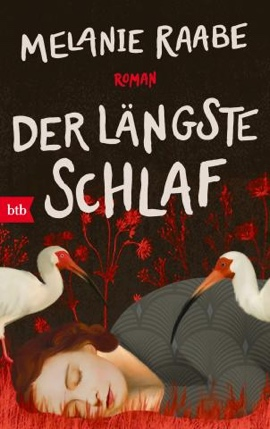 MELANIE RAABE
ROMAN
DER LÄNGSTE
SCHLAF
btb